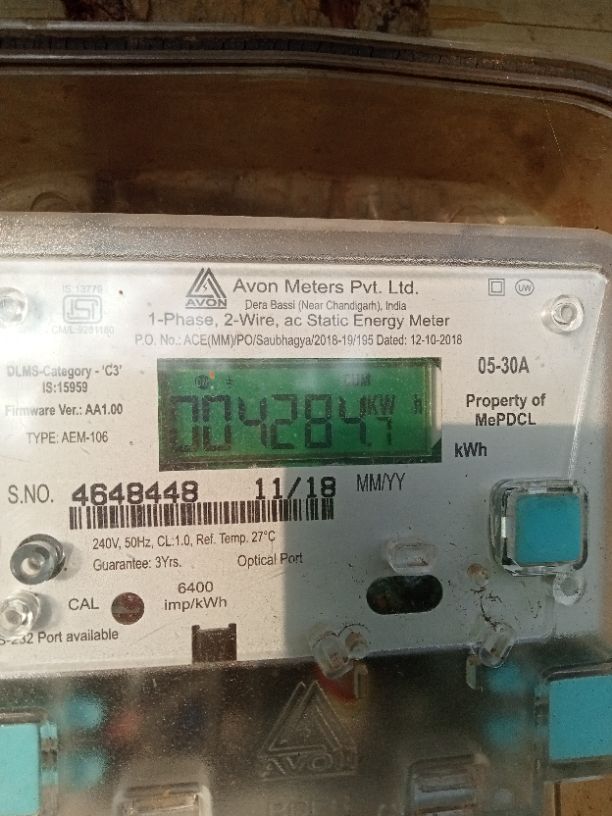 IS 13779
CM/L-9281180
AVON
Avon Meters Pvt. Ltd.
Dera Bassi (Near Chandigarh), India
UW
1-Phase, 2-Wire, ac Static Energy Meter
P.O. No.: ACE(MM)/PO/Saubhagya/2018-19/195 Dated: 12-10-2018
DLMS-Category - 'C3'
IS:15959
Firmware Ver.: AA1.00
TYPE: AEM-106
CUM
004284.7 KW h
05-30A
Property of
MePDCL
kWh
S.NO. 4648448 11/18 MM/YY
240V, 50Hz, CL:1.0, Ref. Temp. 27°C
Guarantee: 3Yrs. Optical Port
CAL
6400
imp/kWh
S-232 Port available
AVON